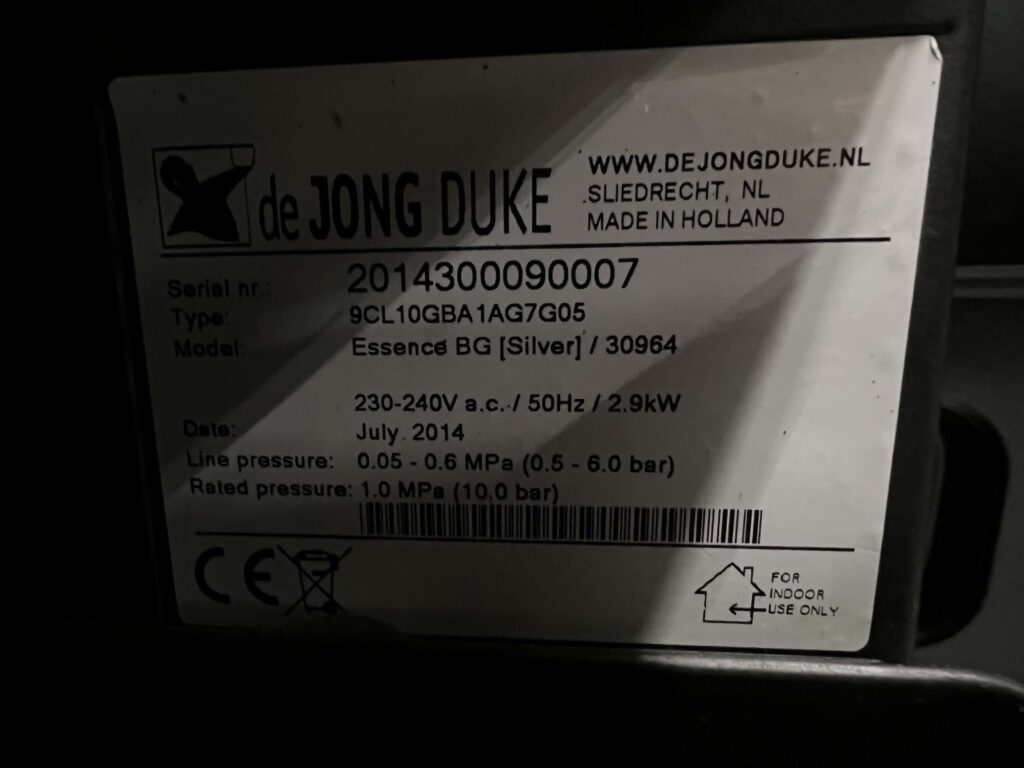 de JONG DUKE
WWW.DEJONGDUKE.NL
SLIEDRECHT, NL
MADE IN HOLLAND
Serial nr.: 2014300090007
Type: 9CL10GBA1AG7G05
Model: Essence BG [Silver] / 30964
230-240V a.c. / 50Hz / 2.9kW
Date: July 2014
Line pressure: 0.05 - 0.6 MPa (0.5 - 6.0 bar)
Rated pressure: 1.0 MPa (10.0 bar)
CE
FOR
INDOOR
USE ONLY